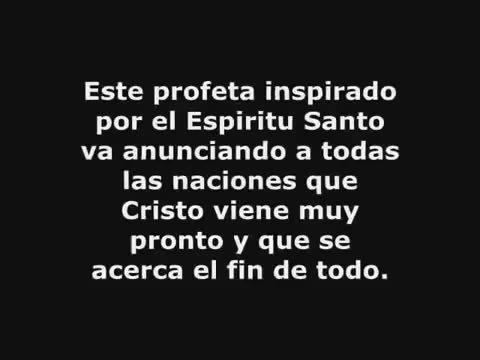 Este profeta inspirado
por el Espiritu Santo
va anunciando a todas
las naciones que
Cristo viene muy
pronto y que se
acerca el fin de todo.